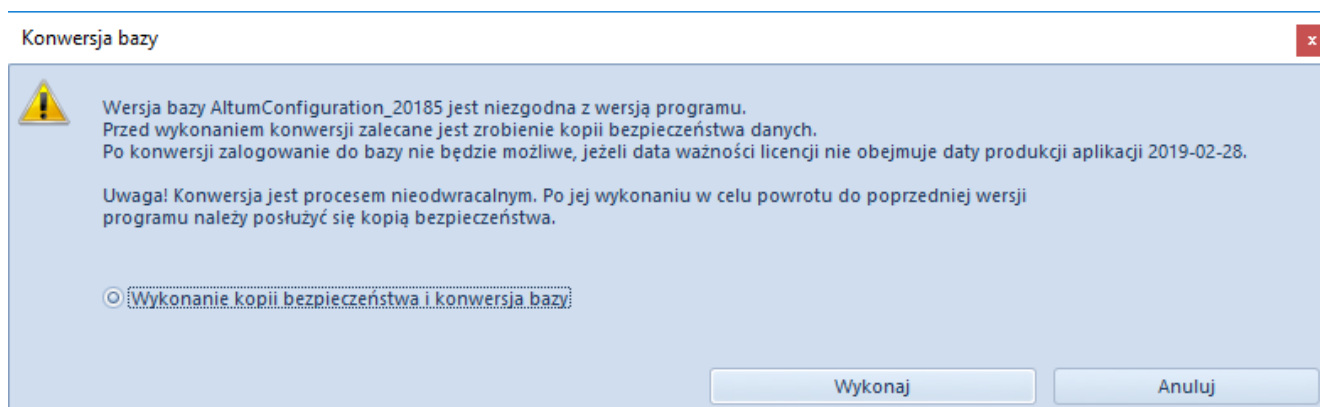 Konwersja bazy
x
Wersja bazy AltumConfiguration_20185 jest niezgodna z wersją programu.
Przed wykonaniem konwersji zalecane jest zrobienie kopii bezpieczeństwa danych.
Po konwersji zalogowanie do bazy nie będzie możliwe, jeżeli data ważności licencji nie obejmuje daty produkcji aplikacji 2019-02-28.
Uwaga! Konwersja jest procesem nieodwracalnym. Po jej wykonaniu w celu powrotu do poprzedniej wersji
programu należy posłużyć się kopią bezpieczeństwa.
Wykonanie kopii bezpieczeństwa i konwersja bazy
Wykonaj
Anuluj